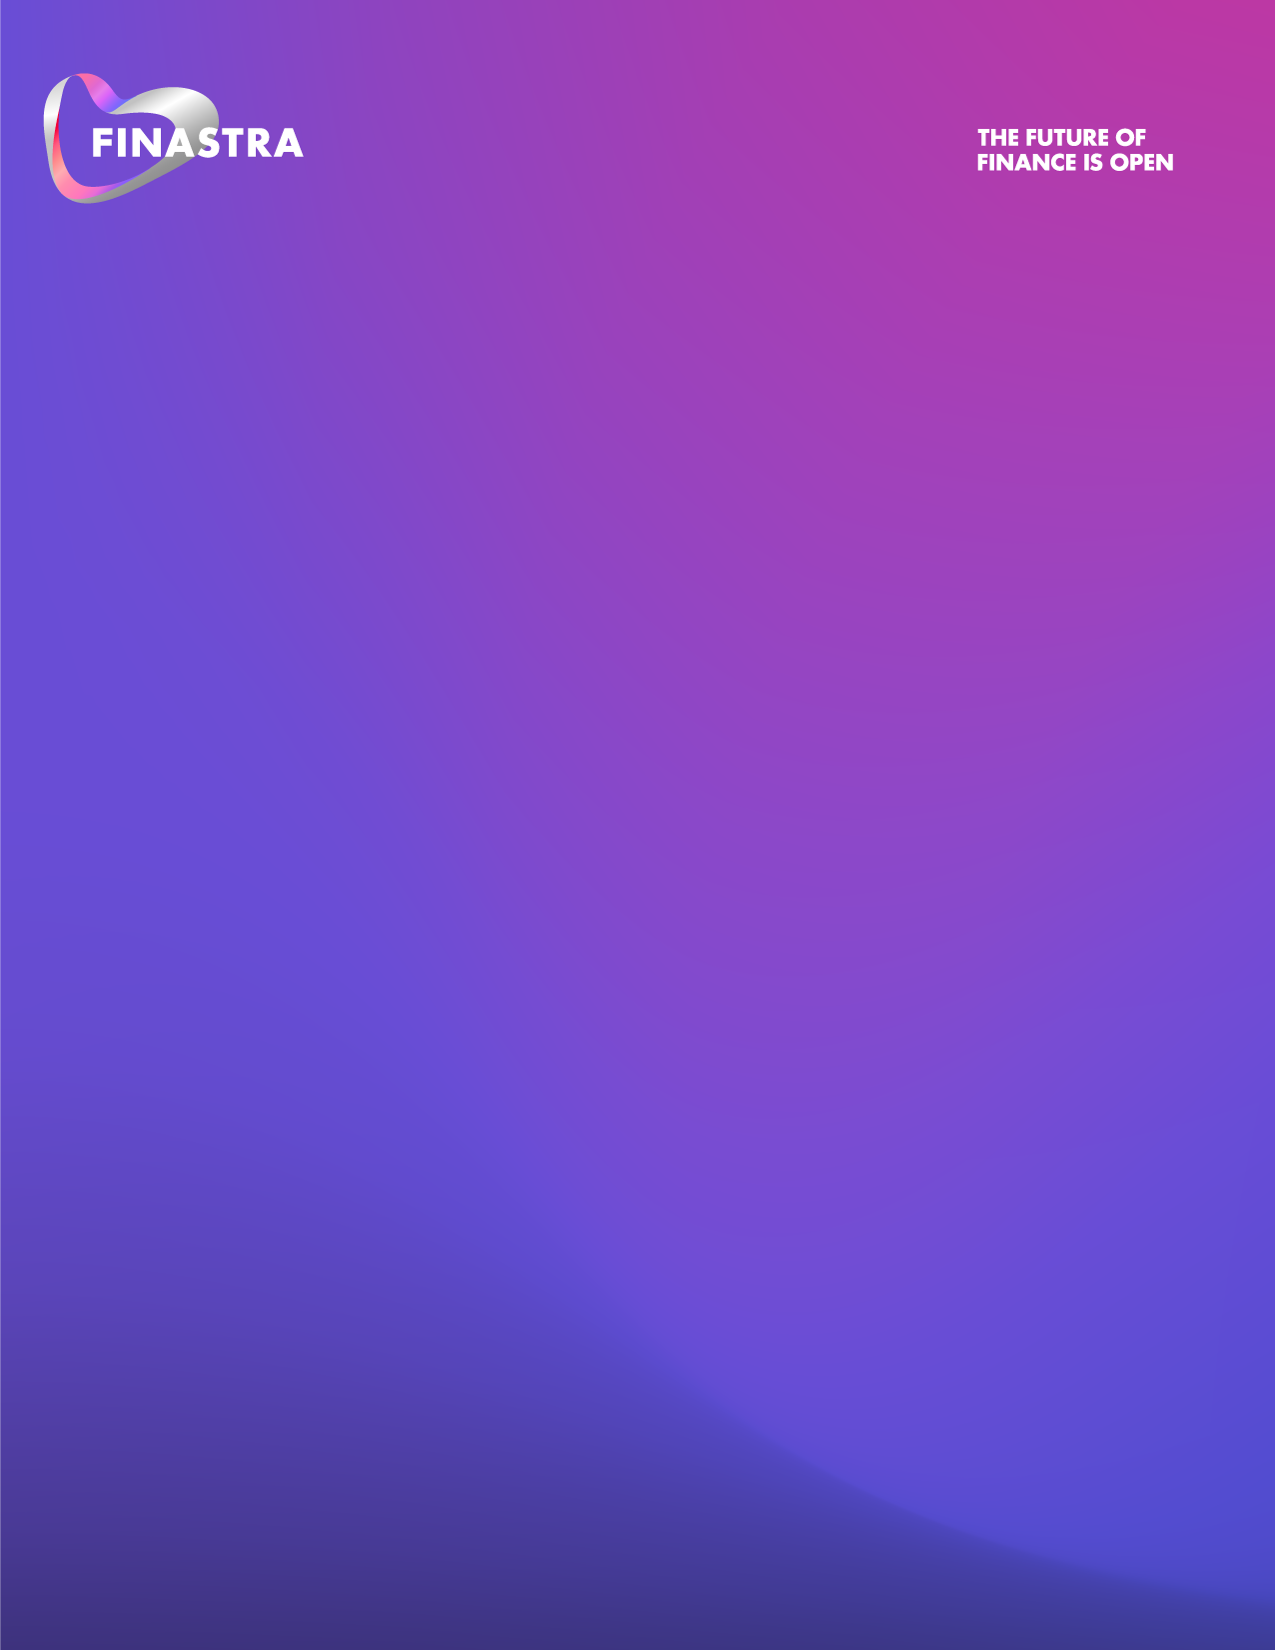 FINASTRA
THE FUTURE OF
FINANCE IS OPEN